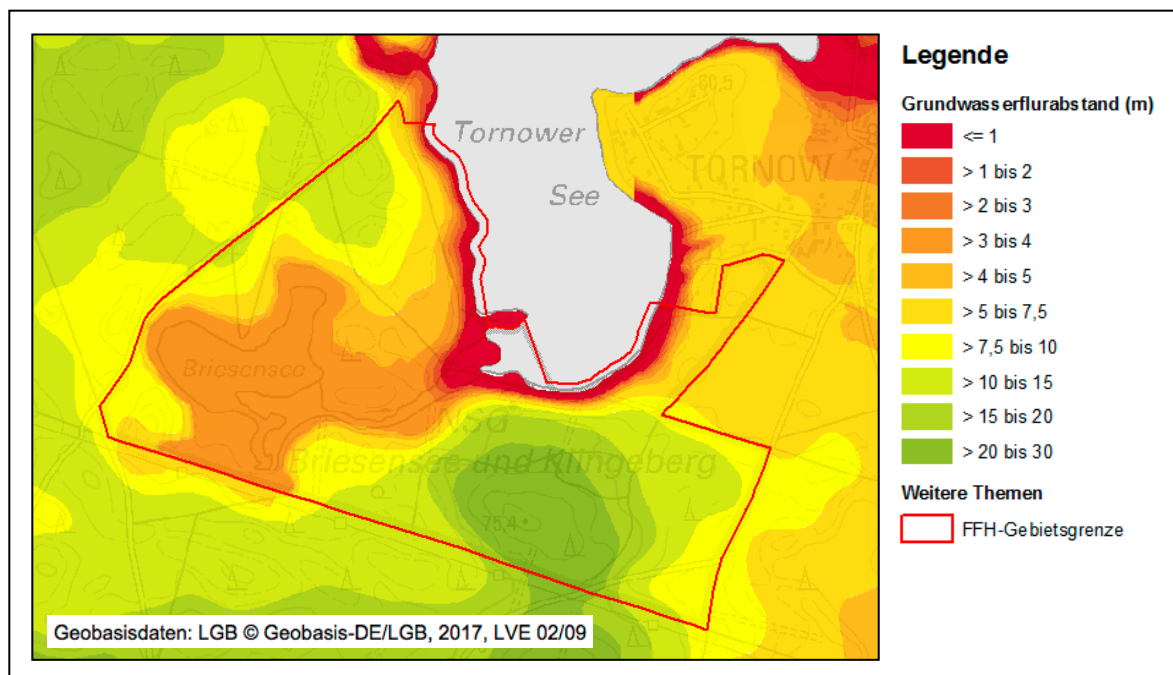 Tornower
See
80,5
TORNOW
45
Briesensee
NSG
Briesensee und Klingeberg
75,4
Geobasisdaten: LGB © Geobasis-DE/LGB, 2017, LVE 02/09
Legende
Grundwasserflurabstand (m)
<= 1
> 1 bis 2
> 2 bis 3
> 3 bis 4
> 4 bis 5
> 5 bis 7,5
> 7,5 bis 10
> 10 bis 15
> 15 bis 20
> 20 bis 30
Weitere Themen
FFH-Gebietsgrenze